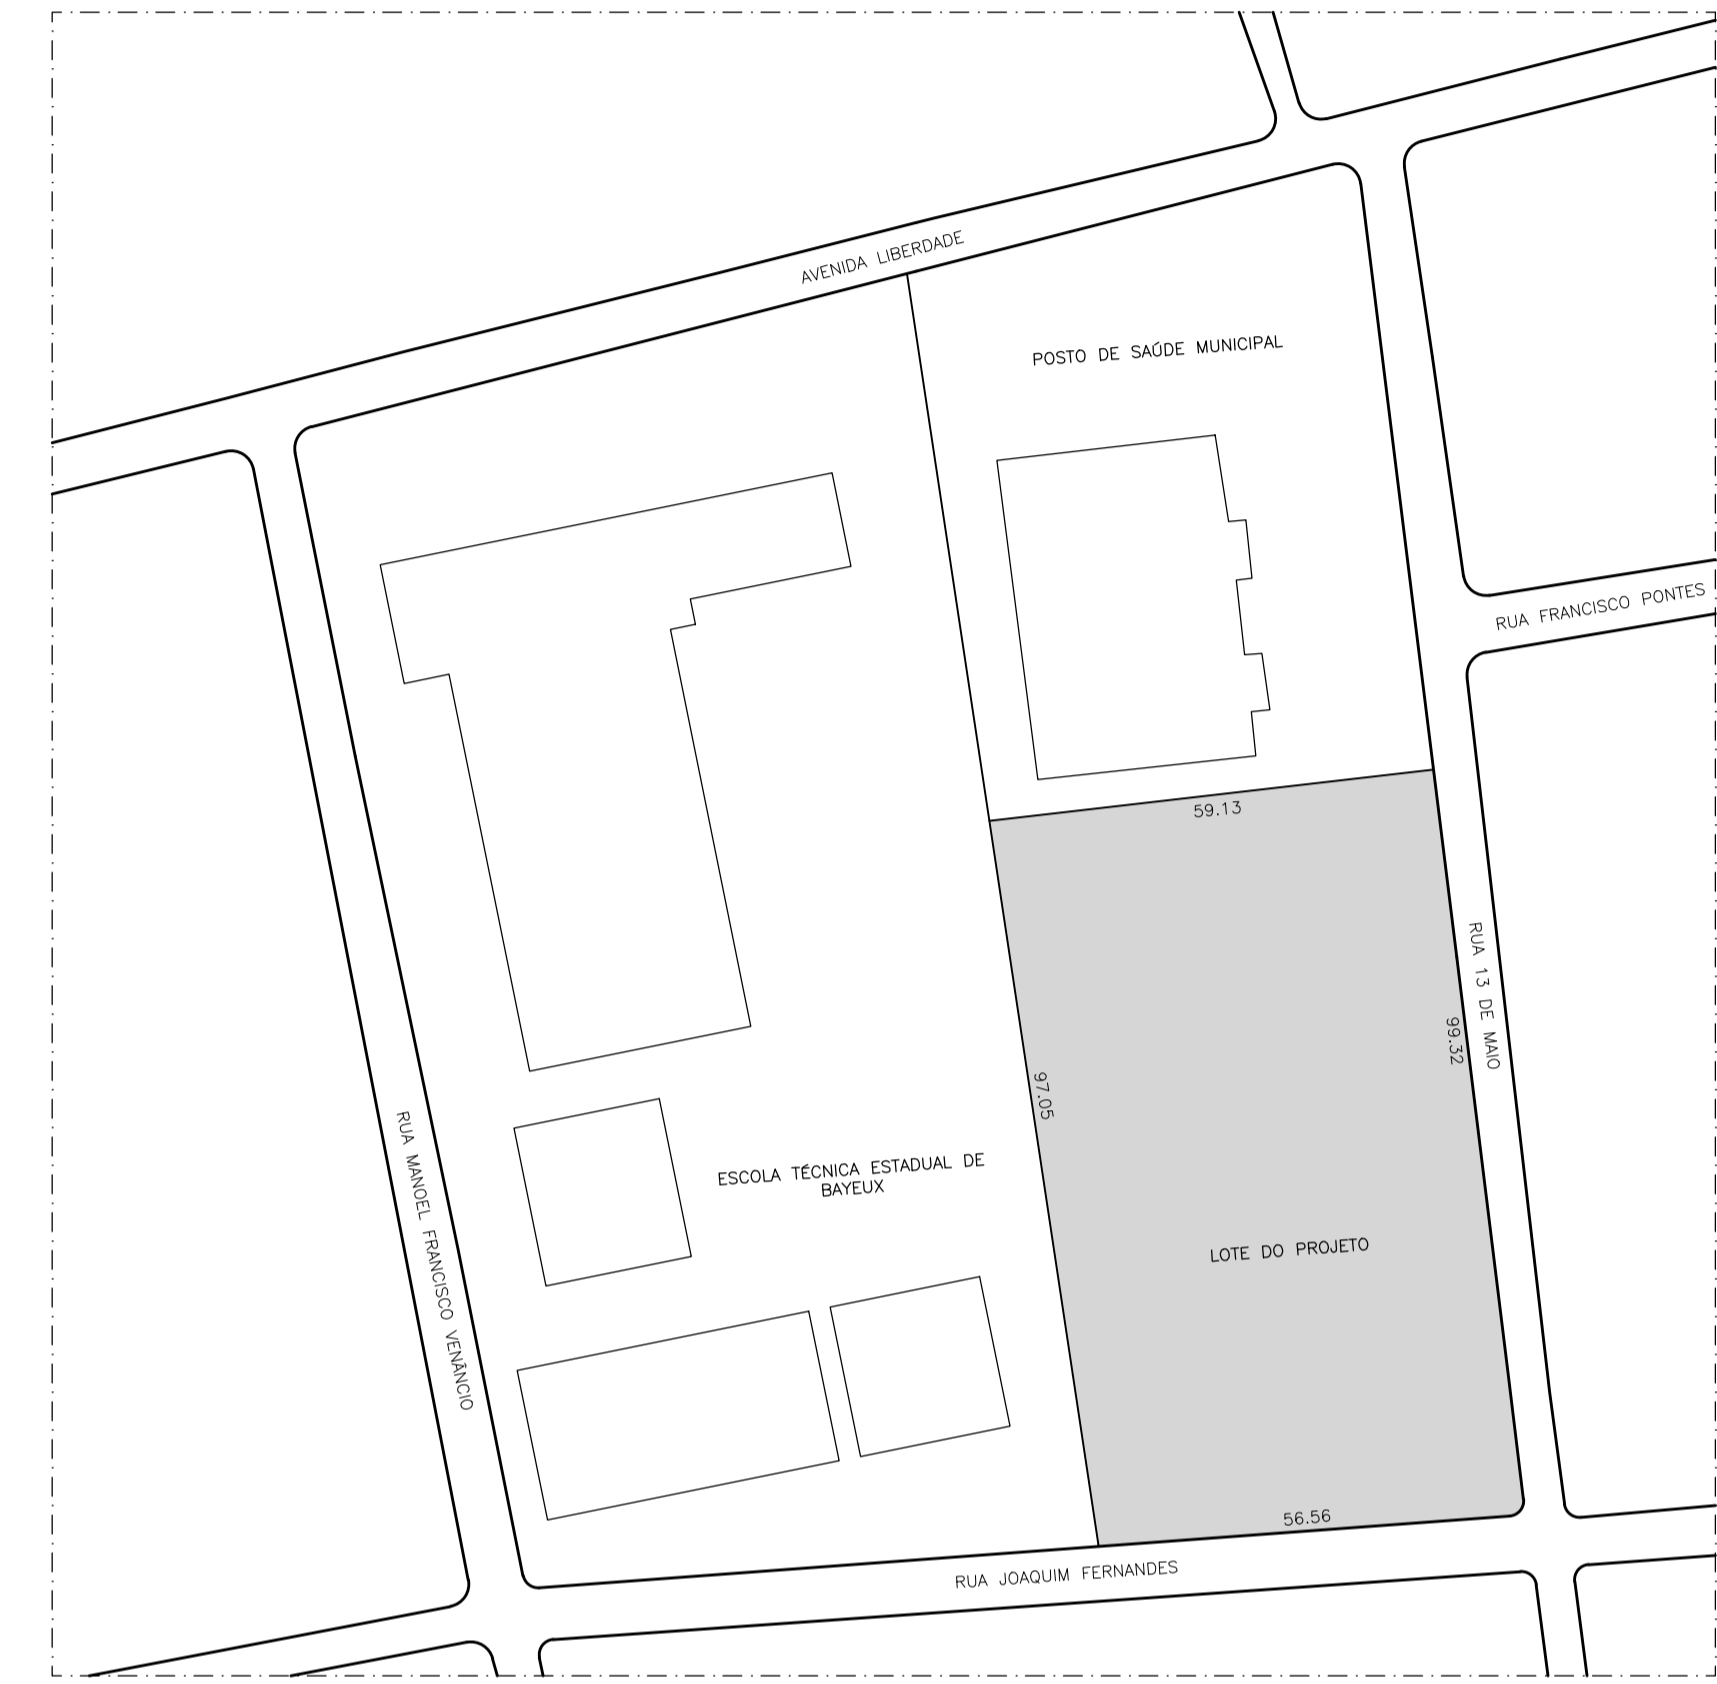 AVENIDA LIBERDADE
POSTO DE SAÚDE MUNICIPAL
RUA FRANCISCO PONTES
59.13
RUA 13 DE MAIO
99.32
97.05
RUA MANOEL FRANCISCO VENÂNCIO
ESCOLA TÉCNICA ESTADUAL DE
BAYEUX
LOTE DO PROJETO
56.56
RUA JOAQUIM FERNANDES